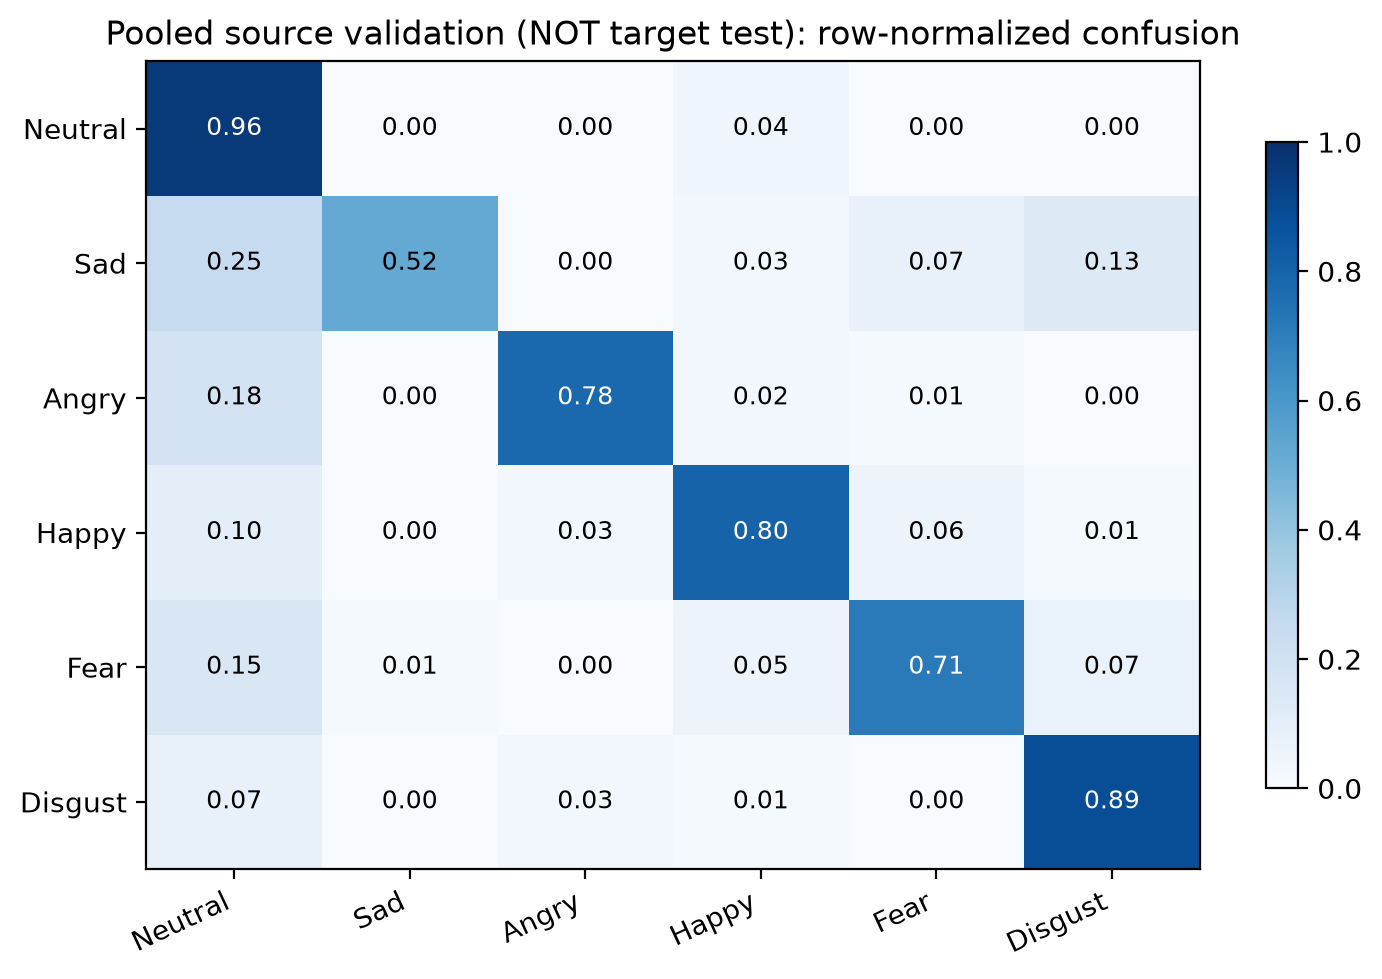 Pooled source validation (NOT target test): row-normalized confusion
Neutral 0.96 0.00 0.00 0.04 0.00 0.00
1.0
Sad 0.25 0.52 0.00 0.03 0.07 0.13
0.8
Angry 0.18 0.00 0.78 0.02 0.01 0.00
0.6
Happy 0.10 0.00 0.03 0.80 0.06 0.01
0.4
Fear 0.15 0.01 0.00 0.05 0.71 0.07
0.2
Disgust 0.07 0.00 0.03 0.01 0.00 0.89
0.0
Neutral Sad Angry Happy Fear Disgust